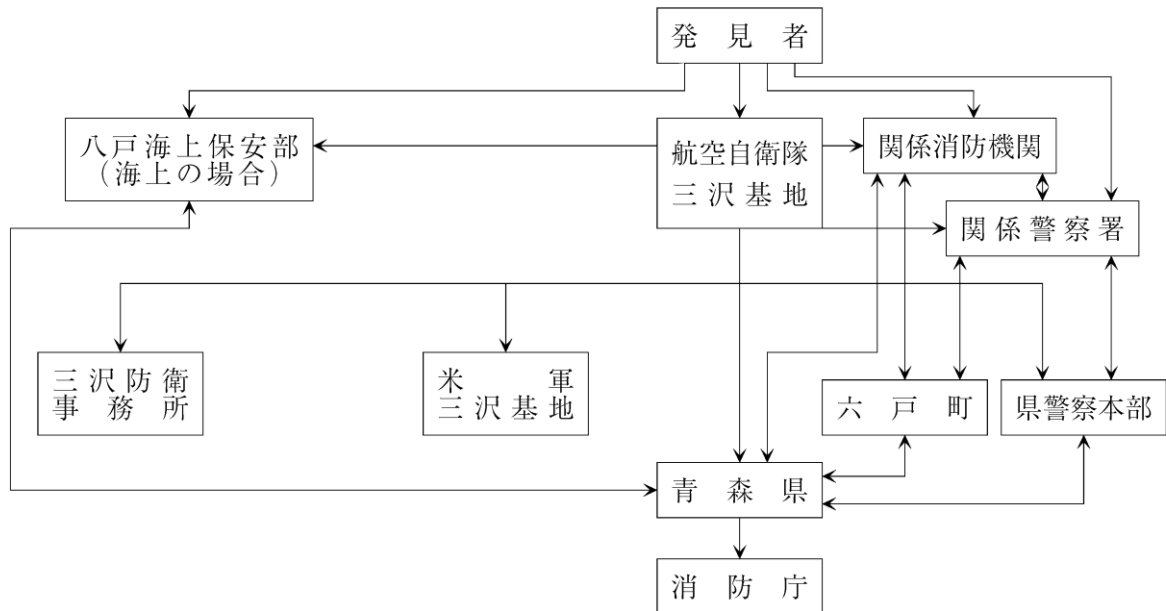 発見者
八戸海上保安部
（海上の場合）
航空自衛隊
三沢基地
関係消防機関
関係警察署
三沢防衛
事務所
米軍
三沢基地
六戸町
県警察本部
青森県
消防庁